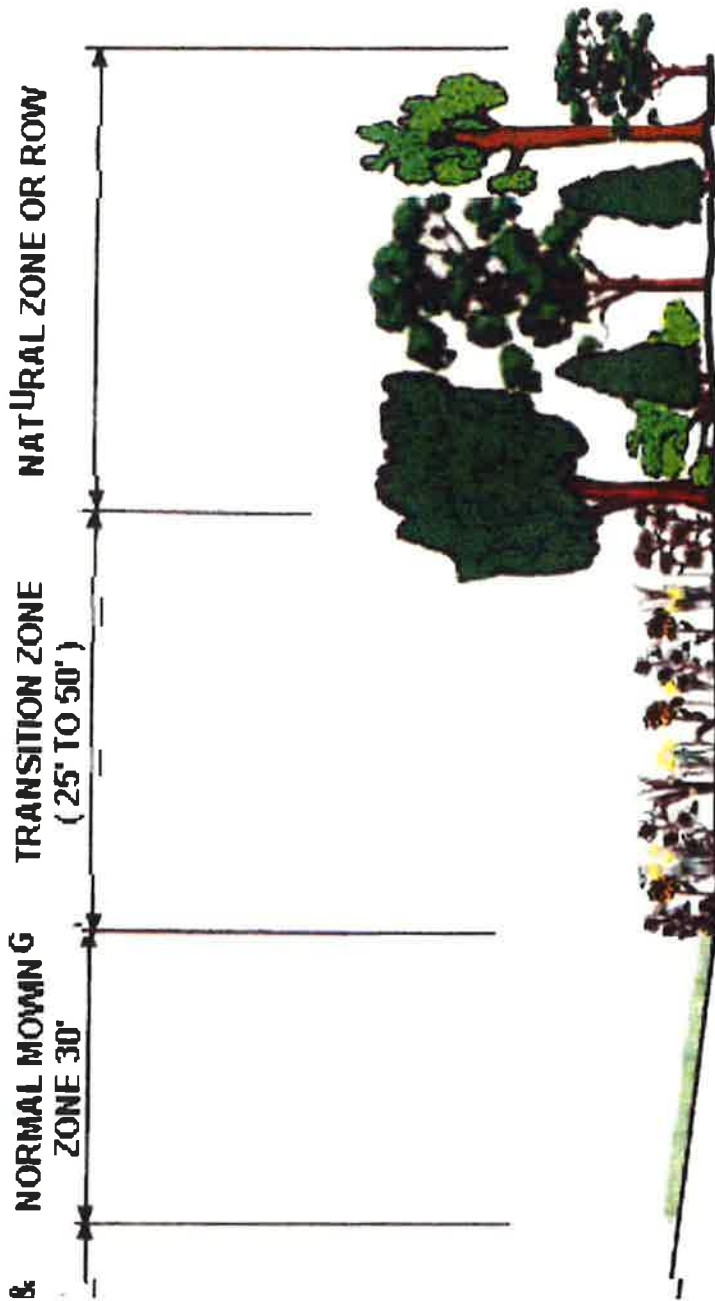 &
NORMAL MOWING
ZONE 30'
TRANSITION ZONE
( 25' TO 50' )
NATURAL ZONE OR ROW